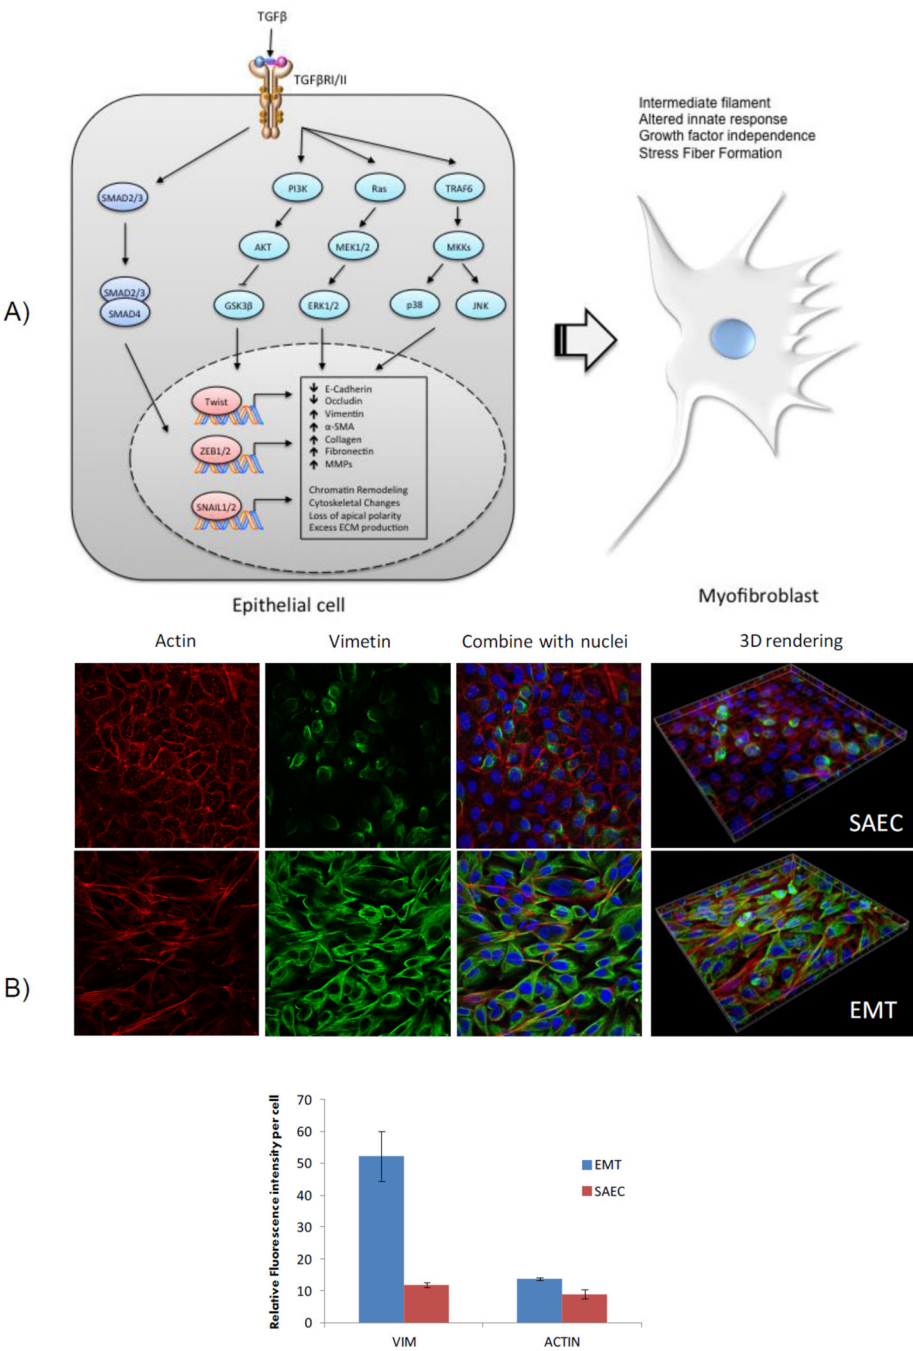 TGFβ
TGFβRI/II
Intermediate filament
Altered innate response
Growth factor independence
Stress Fiber Formation
SMAD2/3
PI3K
Ras
TRAF6
AKT
MEK1/2
MKKs
SMAD2/3
SMAD4
GSK3β
ERK1/2
p38
JNK
A)
Twist
ZEB1/2
SNAIL1/2
E-Cadherin
Occludin
Vimentin
α-SMA
Collagen
Fibronectin
MMPs
Chromatin Remodeling
Cytoskeletal Changes
Loss of apical polarity
Excess ECM production
Epithelial cell
Myofibroblast
Actin
Vimetin
Combine with nuclei
3D rendering
SAEC
B)
EMT
Relative Fluorescence intensity per cell
70
60
50
40
30
20
10
0
EMT
SAEC
VIM
ACTIN